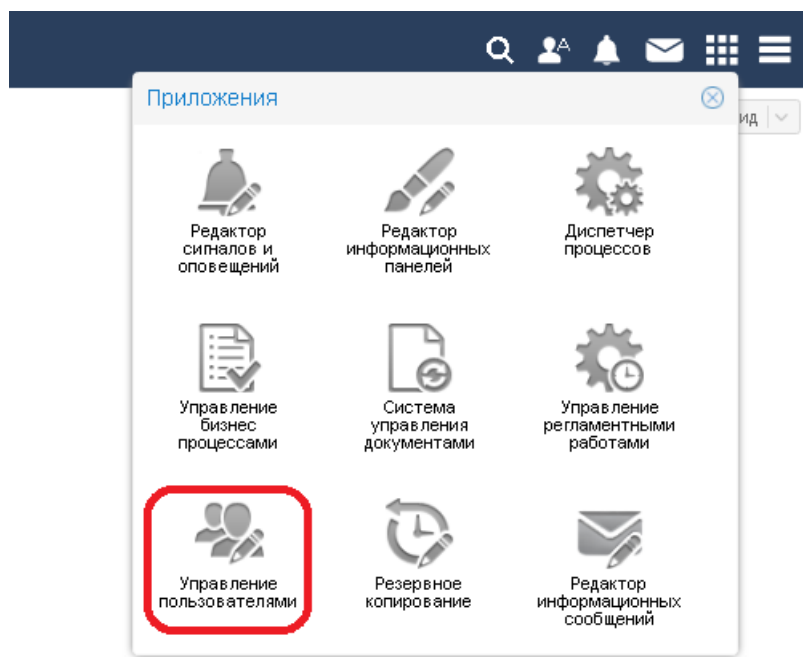 Приложения
ид
Редактор
сигналов и
оповещений
Редактор
информационных
панелей
Диспетчер
процессов
Управление
бизнес
процессами
Система
управления
документами
Управление
регламентными
работами
Управление
пользователями
Резервное
копирование
Редактор
информационных
сообщений